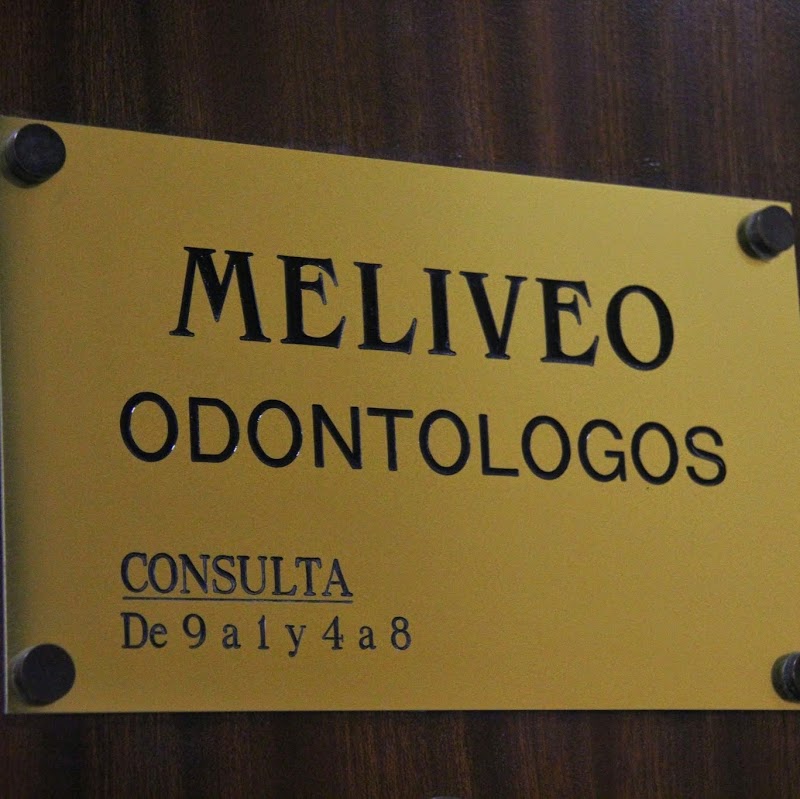 MELIVEO
ODONTOLOGOS
CONSULTA
De 9 a 1 y 4 a 8